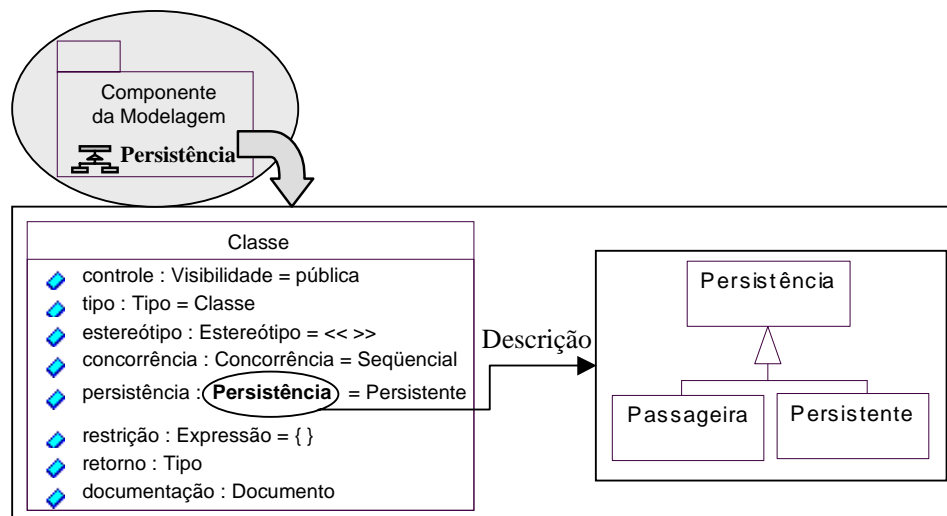 Componente
da Modelagem
Persistência
Classe
controle : Visibilidade = pública
tipo : Tipo = Classe
estereótipo : Estereótipo = << >>
concorrência : Concorrência = Seqüencial
persistência : Persistência = Persistente
restrição : Expressão = { }
retorno : Tipo
documentação : Documento
Descrição
Persistência
Passageira
Persistente